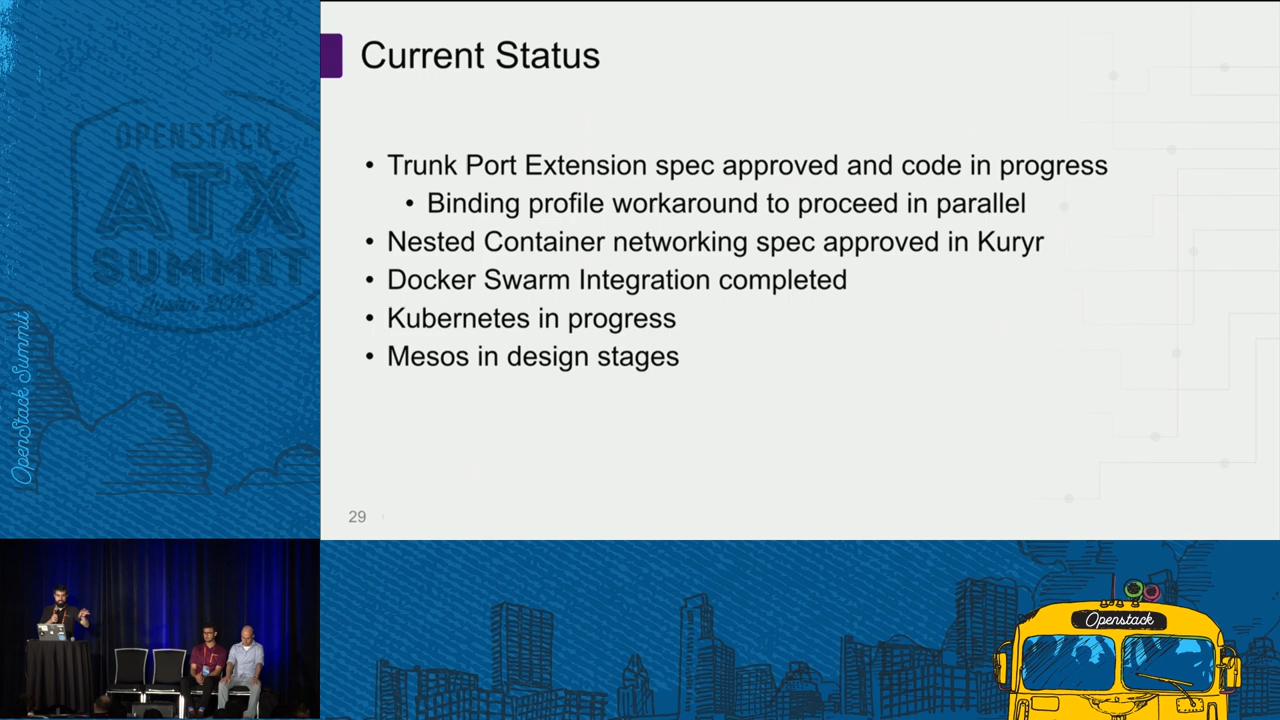 Current Status
• Trunk Port Extension spec approved and code in progress
• Binding profile workaround to proceed in parallel
• Nested Container networking spec approved in Kuryr
• Docker Swarm Integration completed
• Kubernetes in progress
• Mesos in design stages
29
OPENSTACK
ATX
SUMMIT
Austin 2016
OpenStack Summit
Openstack